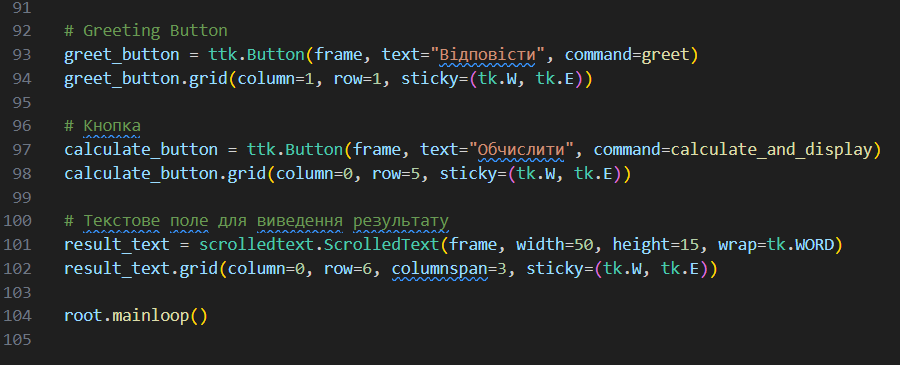 91
92 # Greeting Button
93 greet_button = ttk.Button(frame, text="Відповісти", command=greet)
94 greet_button.grid(column=1, row=1, sticky=(tk.W, tk.E))
95
96 # Кнопка
97 calculate_button = ttk.Button(frame, text="Обчислити", command=calculate_and_display)
98 calculate_button.grid(column=0, row=5, sticky=(tk.W, tk.E))
99
100 # Текстове поле для виведення результату
101 result_text = scrolledtext.ScrolledText(frame, width=50, height=15, wrap=tk.WORD)
102 result_text.grid(column=0, row=6, columnspan=3, sticky=(tk.W, tk.E))
103
104 root.mainloop()
105